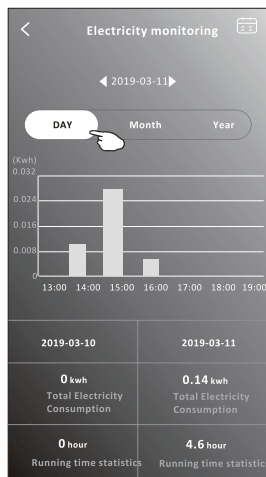 Electricity monitoring
2019-03-11
DAY Month Year
(Kwh)
0.032
0.024
0.016
0.008
0
13:00 14:00 15:00 16:00 17:00 18:00 19:00
2019-03-10 2019-03-11
0 kwh 0.14 kwh
Total Electricity Total Electricity
Consumption Consumption
0 hour 4.6 hour
Running time statistics Running time statistic